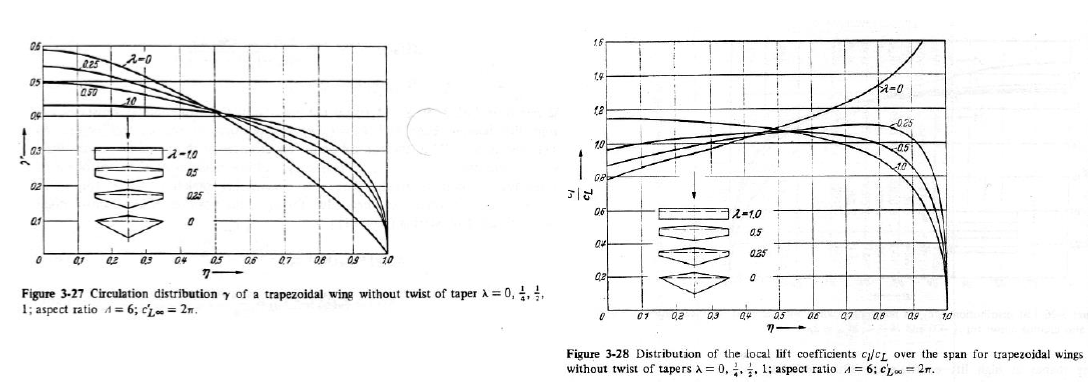 0,6
0,5
0,4
0,3
0,2
0,1
0 0,1 0,2 0,3 0,4 0,5 0,6 0,7 0,8 0,9 1,0
η
λ=0
0,25
0,50
1,0
λ=1,0
0,5
0,25
0
Figure 3-27 Circulation distribution γ of a trapezoidal wing without twist of taper λ = 0, 1/4, 1/2,
1; aspect ratio Λ = 6; c'L∞ = 2π.
1,6
1,4
1,2
1,0
0,8
0,6
0,4
0,2
0 0,1 0,2 0,3 0,4 0,5 0,6 0,7 0,8 0,9 1,0
cl/cL
η
λ=0
0,25
0,5
1,0
λ=1,0
0,5
0,25
0
Figure 3-28 Distribution of the local lift coefficients cl/cL over the span for trapezoidal wings
without twist of tapers λ = 0, 1/4, 1/2, 1; aspect ratio Λ = 6; c'L∞ = 2π.